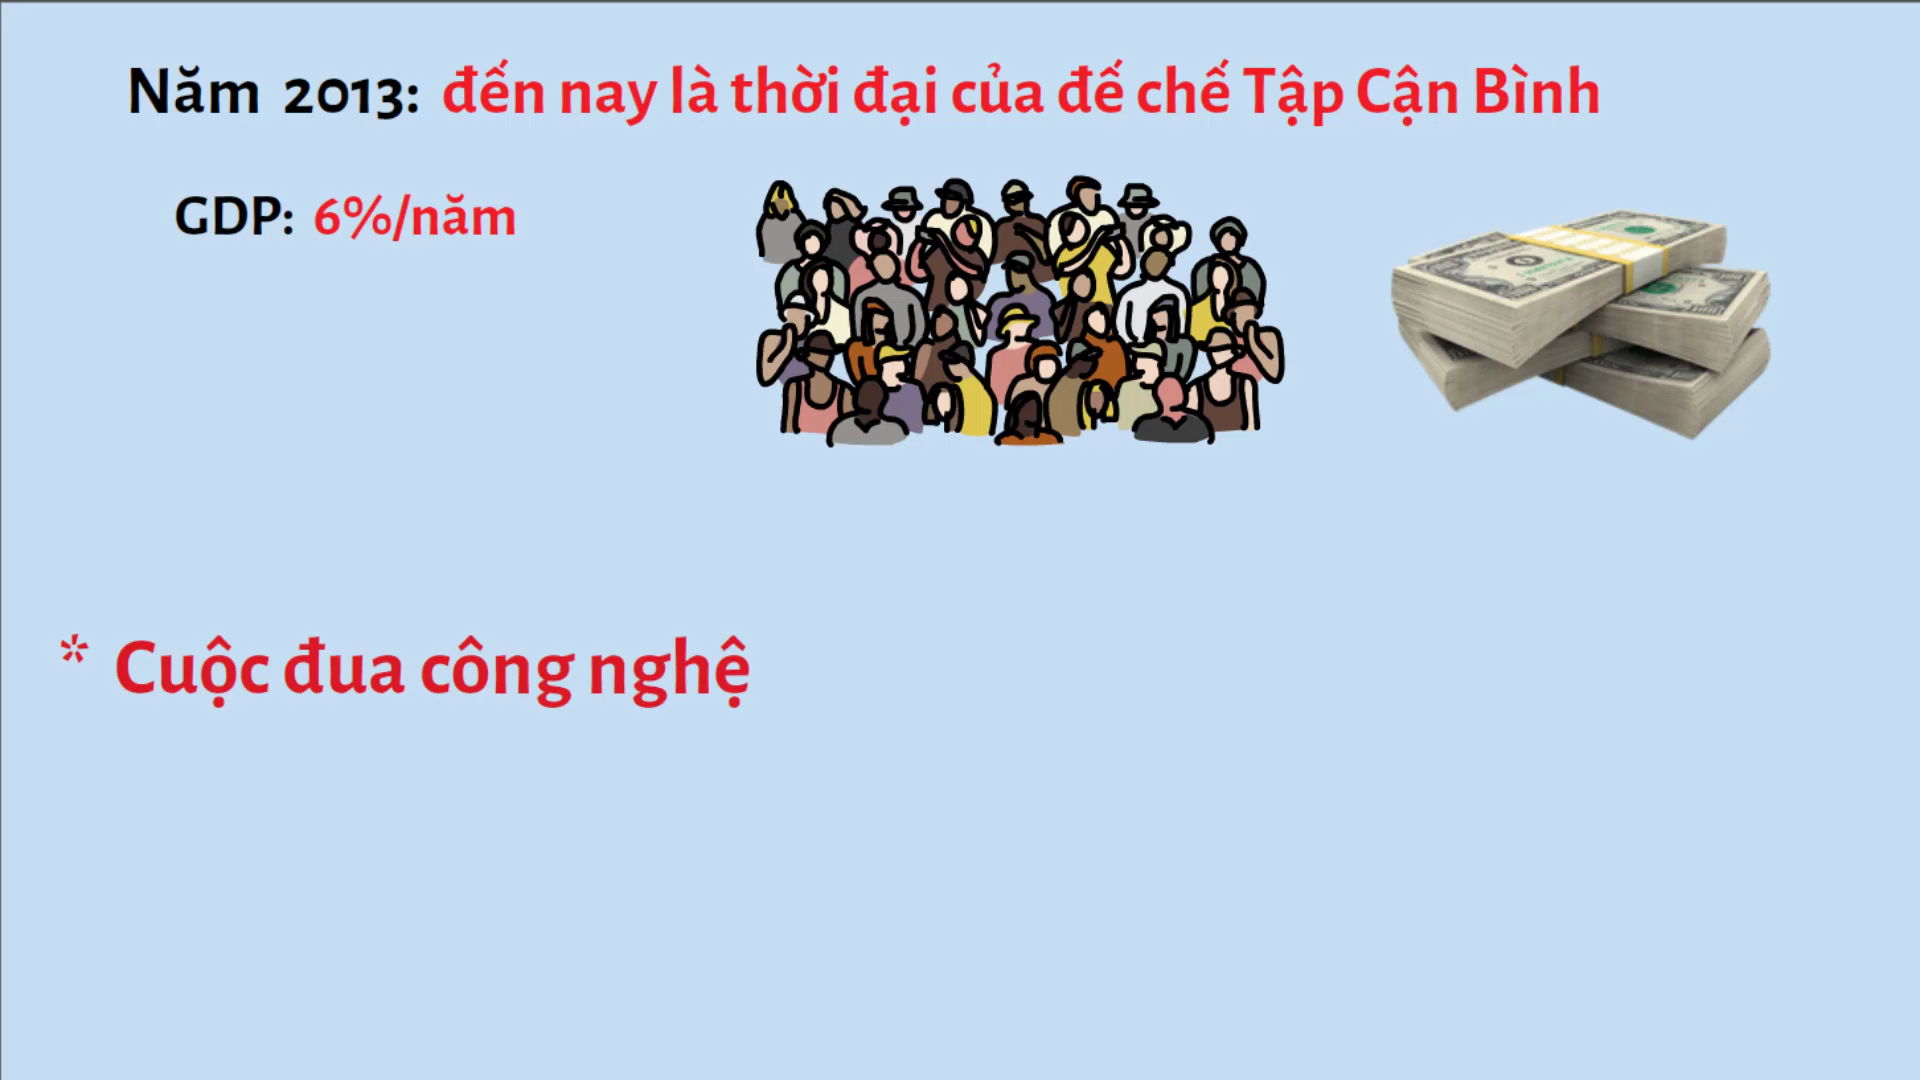 Năm 2013: đến nay là thời đại của đế chế Tập Cận Bình
GDP: 6%/năm
* Cuộc đua công nghệ